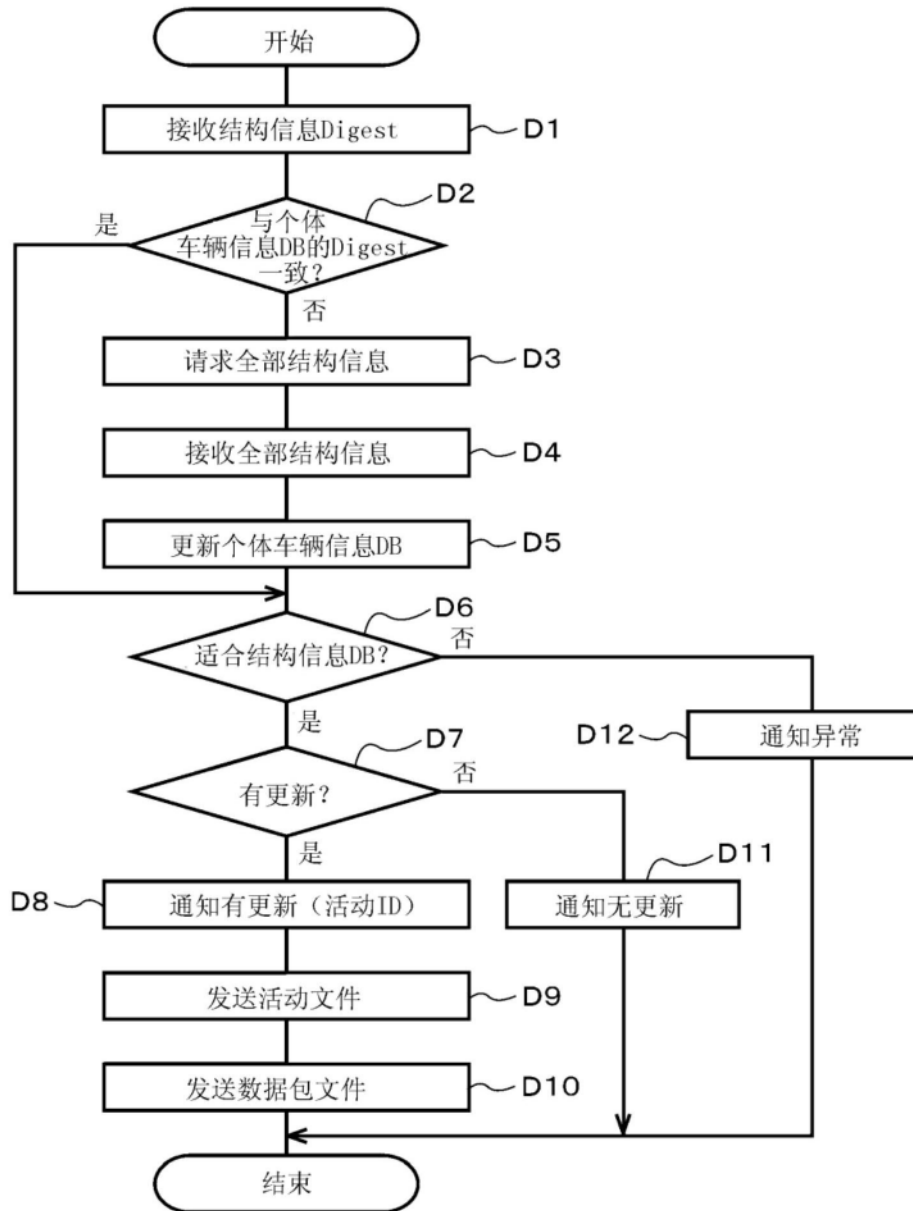 开始
接收结构信息Digest
D1
D2
是
与个体
车辆信息DB的Digest
一致？
否
请求全部结构信息
D3
接收全部结构信息
D4
更新个体车辆信息DB
D5
D6
适合结构信息DB？
否
是
D12
通知异常
D7
有更新？
否
是
D11
D8
通知有更新（活动ID）
通知无更新
发送活动文件
D9
发送数据包文件
D10
结束